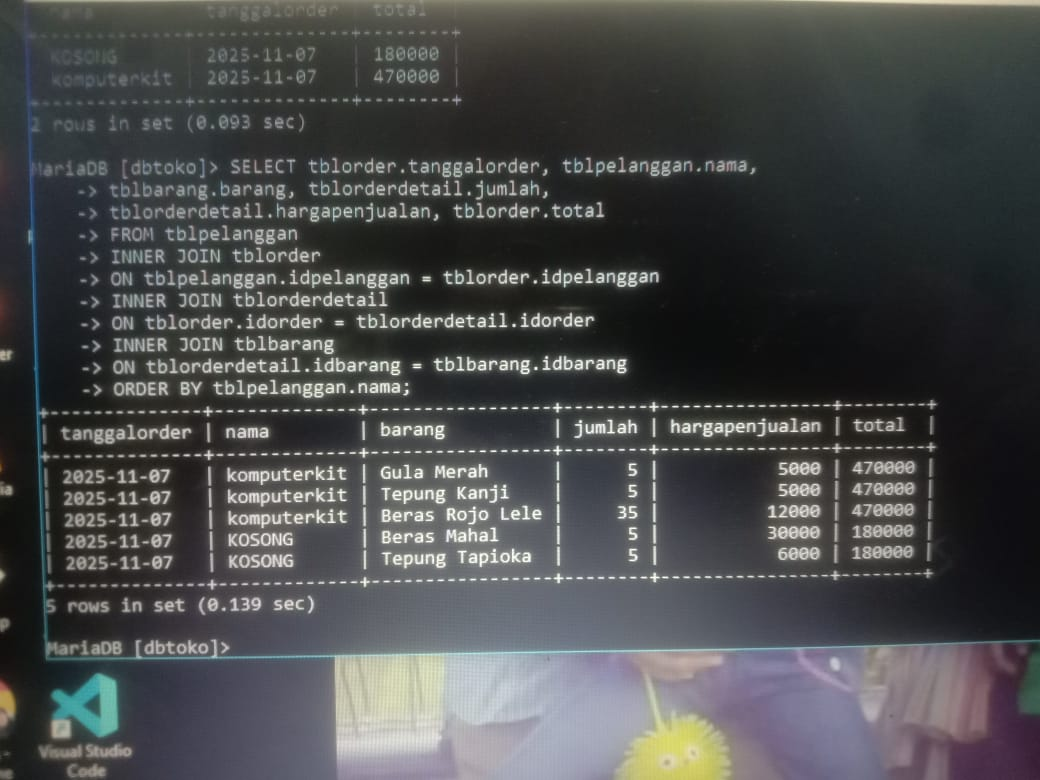 nama | tanggalorder | total
KOSONG | 2025-11-07 | 180000 |
komputerkit | 2025-11-07 | 470000 |
2 rows in set (0.093 sec)
MariaDB [dbtoko]> SELECT tblorder.tanggalorder, tblpelanggan.nama,
-> tblbarang.barang, tblorderdetail.jumlah,
-> tblorderdetail.hargapenjualan, tblorder.total
-> FROM tblpelanggan
-> INNER JOIN tblorder
-> ON tblpelanggan.idpelanggan = tblorder.idpelanggan
-> INNER JOIN tblorderdetail
-> ON tblorder.idorder = tblorderdetail.idorder
-> INNER JOIN tblbarang
-> ON tblorderdetail.idbarang = tblbarang.idbarang
-> ORDER BY tblpelanggan.nama;
| tanggalorder | nama | barang | jumlah | hargapenjualan | total |
| 2025-11-07 | komputerkit | Gula Merah | 5 | 5000 | 470000 |
| 2025-11-07 | komputerkit | Tepung Kanji | 5 | 5000 | 470000 |
| 2025-11-07 | komputerkit | Beras Rojo Lele | 35 | 12000 | 470000 |
| 2025-11-07 | KOSONG | Beras Mahal | 5 | 30000 | 180000 |
| 2025-11-07 | KOSONG | Tepung Tapioka | 5 | 6000 | 180000 |
5 rows in set (0.139 sec)
MariaDB [dbtoko]>
Visual Studio
Code